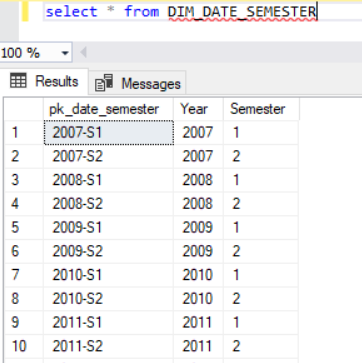 select * from DIM_DATE_SEMESTER
100 %
Results Messages
pk_date_semester Year Semester
1 2007-S1 2007 1
2 2007-S2 2007 2
3 2008-S1 2008 1
4 2008-S2 2008 2
5 2009-S1 2009 1
6 2009-S2 2009 2
7 2010-S1 2010 1
8 2010-S2 2010 2
9 2011-S1 2011 1
10 2011-S2 2011 2